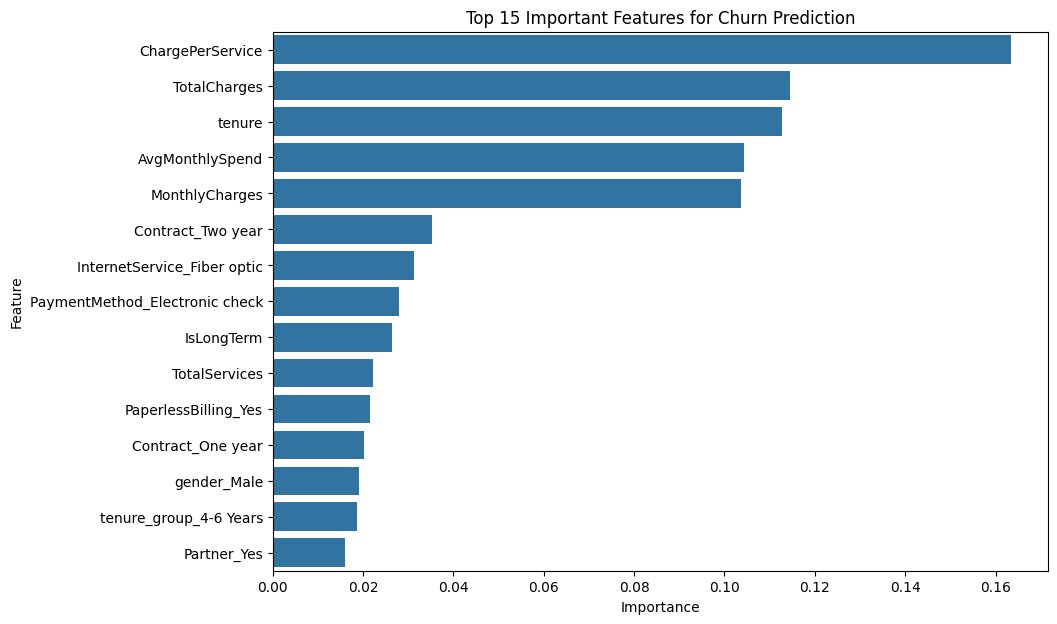 Top 15 Important Features for Churn Prediction
ChargePerService
TotalCharges
tenure
AvgMonthlySpend
MonthlyCharges
Contract_Two year
InternetService_Fiber optic
PaymentMethod_Electronic check
IsLongTerm
TotalServices
PaperlessBilling_Yes
Contract_One year
gender_Male
tenure_group_4-6 Years
Partner_Yes
Feature
0.00 0.02 0.04 0.06 0.08 0.10 0.12 0.14 0.16
Importance